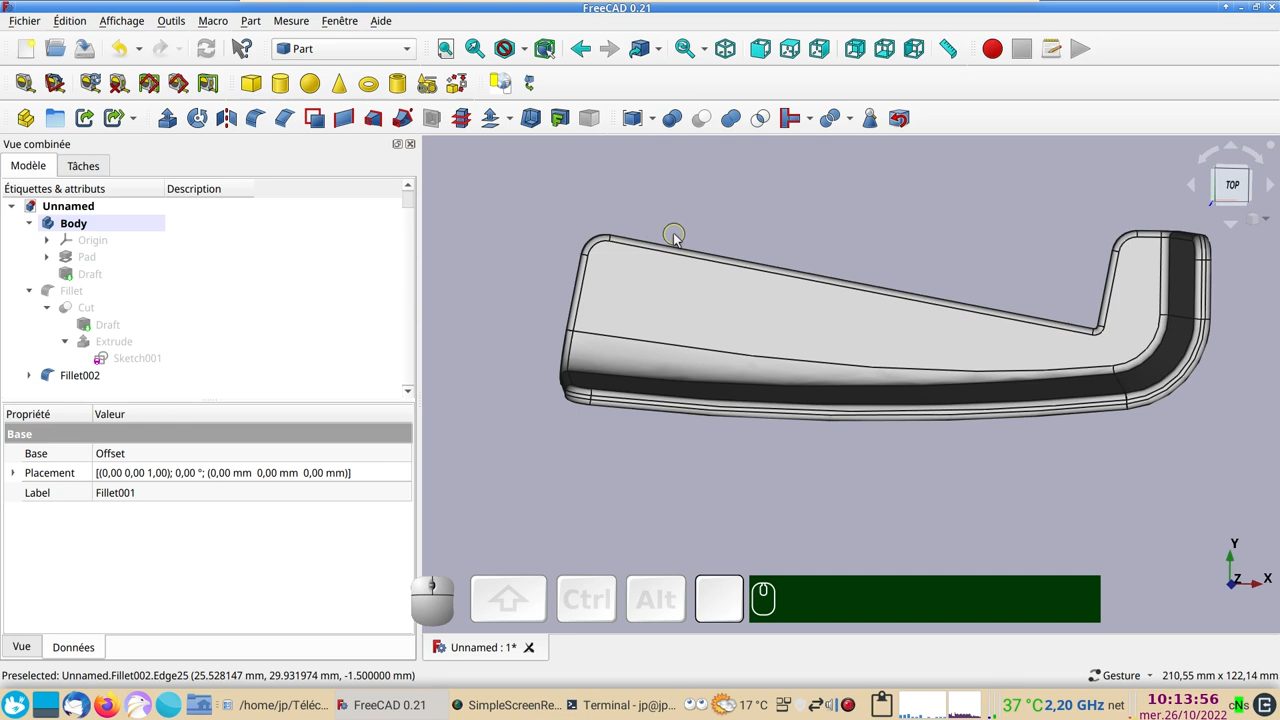 FreeCAD 0.21
Fichier Édition Affichage Outils Macro Part Mesure Fenêtre Aide
Part
Vue combinée
Modèle Tâches
Étiquettes & attributs Description
Unnamed
Body
Origin
Pad
Draft
Fillet
Cut
Draft
Extrude
Sketch001
Fillet002
Propriété Valeur
Base
Base Offset
Placement [(0,00 0,00 1,00); 0,00 °; (0,00 mm 0,00 mm 0,00 mm)]
Label Fillet001
Vue Données
TOP
Y
Z X
Ctrl Alt
Unnamed : 1*
Preselected: Unnamed.Fillet002.Edge25 (25.528147 mm, 29.931974 mm, -1.500000 mm)
Gesture 210,55 mm x 122,14 mm
/home/jp/Téléc... FreeCAD 0.21 SimpleScreenRe... Terminal - jp@jp... 17 °C 37 °C 2,20 GHz net 10:13:56 cNs
mer.26/10/2022